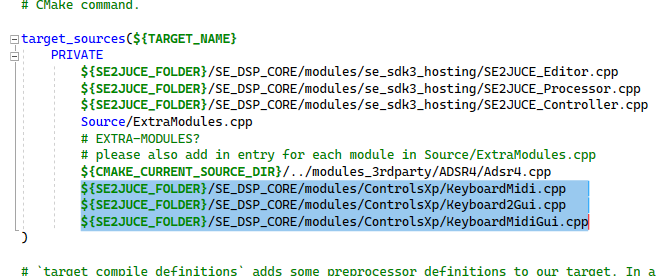 # CMake command.
target_sources(${TARGET_NAME}
PRIVATE
${SE2JUCE_FOLDER}/SE_DSP_CORE/modules/se_sdk3_hosting/SE2JUCE_Editor.cpp
${SE2JUCE_FOLDER}/SE_DSP_CORE/modules/se_sdk3_hosting/SE2JUCE_Processor.cpp
${SE2JUCE_FOLDER}/SE_DSP_CORE/modules/se_sdk3_hosting/SE2JUCE_Controller.cpp
Source/ExtraModules.cpp
# EXTRA-MODULES?
# please also add in entry for each module in Source/ExtraModules.cpp
${CMAKE_CURRENT_SOURCE_DIR}/../modules_3rdparty/ADSR4/Adsr4.cpp
${SE2JUCE_FOLDER}/SE_DSP_CORE/modules/ControlsXp/KeyboardMidi.cpp
${SE2JUCE_FOLDER}/SE_DSP_CORE/modules/ControlsXp/Keyboard2Gui.cpp
${SE2JUCE_FOLDER}/SE_DSP_CORE/modules/ControlsXp/KeyboardMidiGui.cpp
)
# `target_compile_definitions` adds some preprocessor definitions to our target. In a